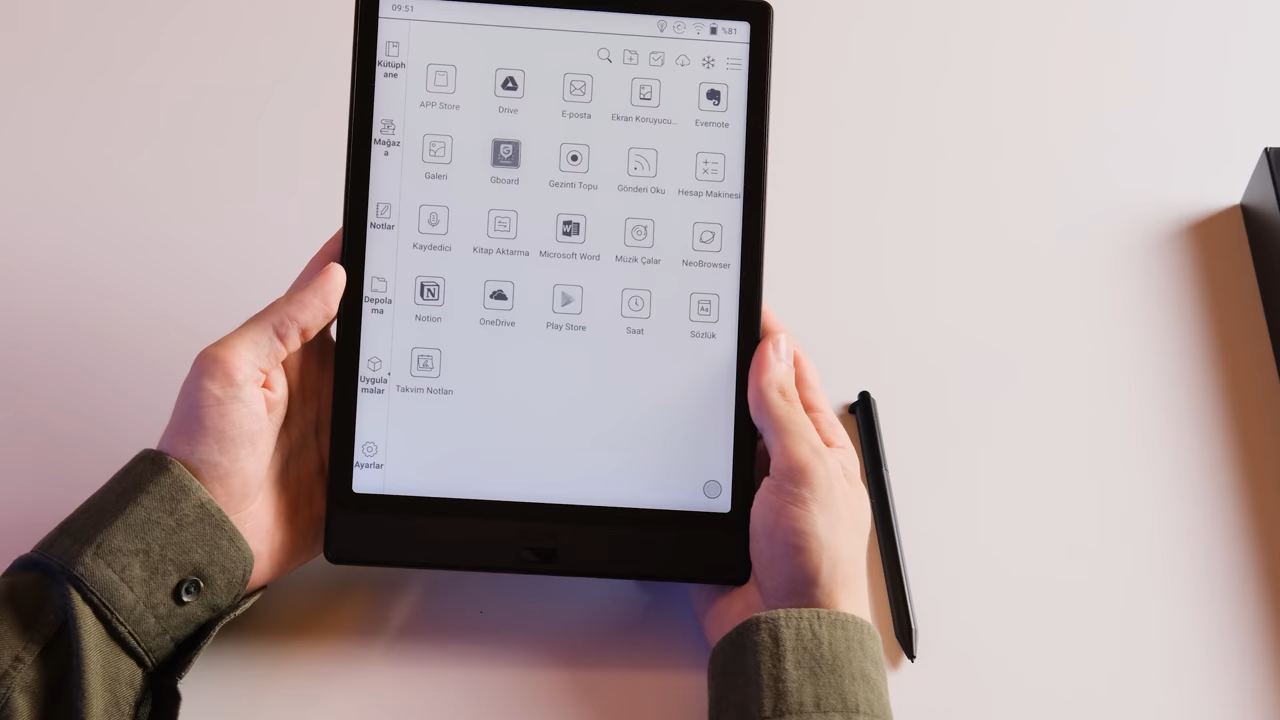 09:51
%81
Kütüph
ane
Mağaz
a
Notlar
Depola
ma
Uygula
malar
Ayarlar
APP Store
Drive
E-posta
Ekran Koruyucu...
Evernote
Galeri
Gboard
Gezinti Topu
Gönderi Oku
Hesap Makinesi
Kaydedici
Kitap Aktarma
Microsoft Word
Müzik Çalar
NeoBrowser
Notion
OneDrive
Play Store
Saat
Sözlük
Takvim Notları